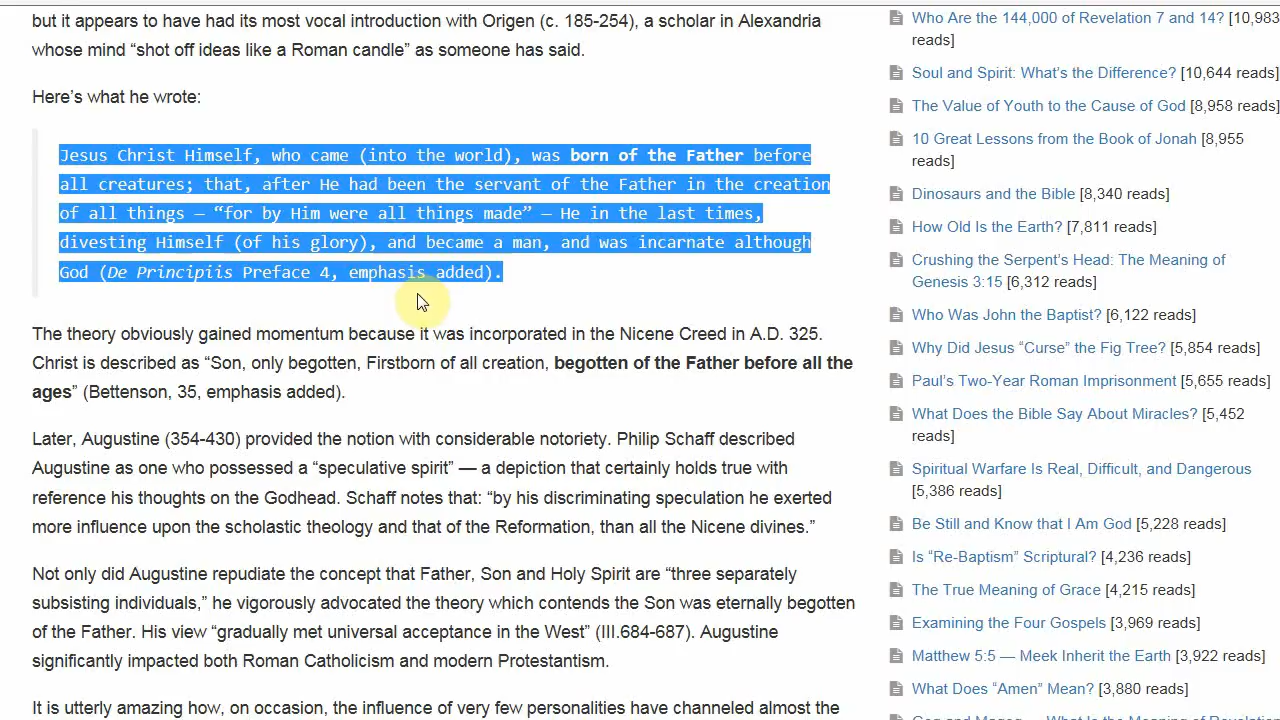 but it appears to have had its most vocal introduction with Origen (c. 185-254), a scholar in Alexandria
whose mind “shot off ideas like a Roman candle” as someone has said.
Here’s what he wrote:
Jesus Christ Himself, who came (into the world), was born of the Father before
all creatures; that, after He had been the servant of the Father in the creation
of all things — “for by Him were all things made” — He in the last times,
divesting Himself (of his glory), and became a man, and was incarnate although
God (De Principiis Preface 4, emphasis added).
The theory obviously gained momentum because it was incorporated in the Nicene Creed in A.D. 325.
Christ is described as “Son, only begotten, Firstborn of all creation, begotten of the Father before all the
ages” (Bettenson, 35, emphasis added).
Later, Augustine (354-430) provided the notion with considerable notoriety. Philip Schaff described
Augustine as one who possessed a “speculative spirit” — a depiction that certainly holds true with
reference his thoughts on the Godhead. Schaff notes that: “by his discriminating speculation he exerted
more influence upon the scholastic theology and that of the Reformation, than all the Nicene divines.”
Not only did Augustine repudiate the concept that Father, Son and Holy Spirit are “three separately
subsisting individuals,” he vigorously advocated the theory which contends the Son was eternally begotten
of the Father. His view “gradually met universal acceptance in the West” (III.684-687). Augustine
significantly impacted both Roman Catholicism and modern Protestantism.
It is utterly amazing how, on occasion, the influence of very few personalities have channeled almost the
Who Are the 144,000 of Revelation 7 and 14? [10,983
reads]
Soul and Spirit: What’s the Difference? [10,644 reads]
The Value of Youth to the Cause of God [8,958 reads]
10 Great Lessons from the Book of Jonah [8,955
reads]
Dinosaurs and the Bible [8,340 reads]
How Old Is the Earth? [7,811 reads]
Crushing the Serpent’s Head: The Meaning of
Genesis 3:15 [6,312 reads]
Who Was John the Baptist? [6,122 reads]
Why Did Jesus “Curse” the Fig Tree? [5,854 reads]
Paul’s Two-Year Roman Imprisonment [5,655 reads]
What Does the Bible Say About Miracles? [5,452
reads]
Spiritual Warfare Is Real, Difficult, and Dangerous
[5,386 reads]
Be Still and Know that I Am God [5,228 reads]
Is “Re-Baptism” Scriptural? [4,236 reads]
The True Meaning of Grace [4,215 reads]
Examining the Four Gospels [3,969 reads]
Matthew 5:5 — Meek Inherit the Earth [3,922 reads]
What Does “Amen” Mean? [3,880 reads]